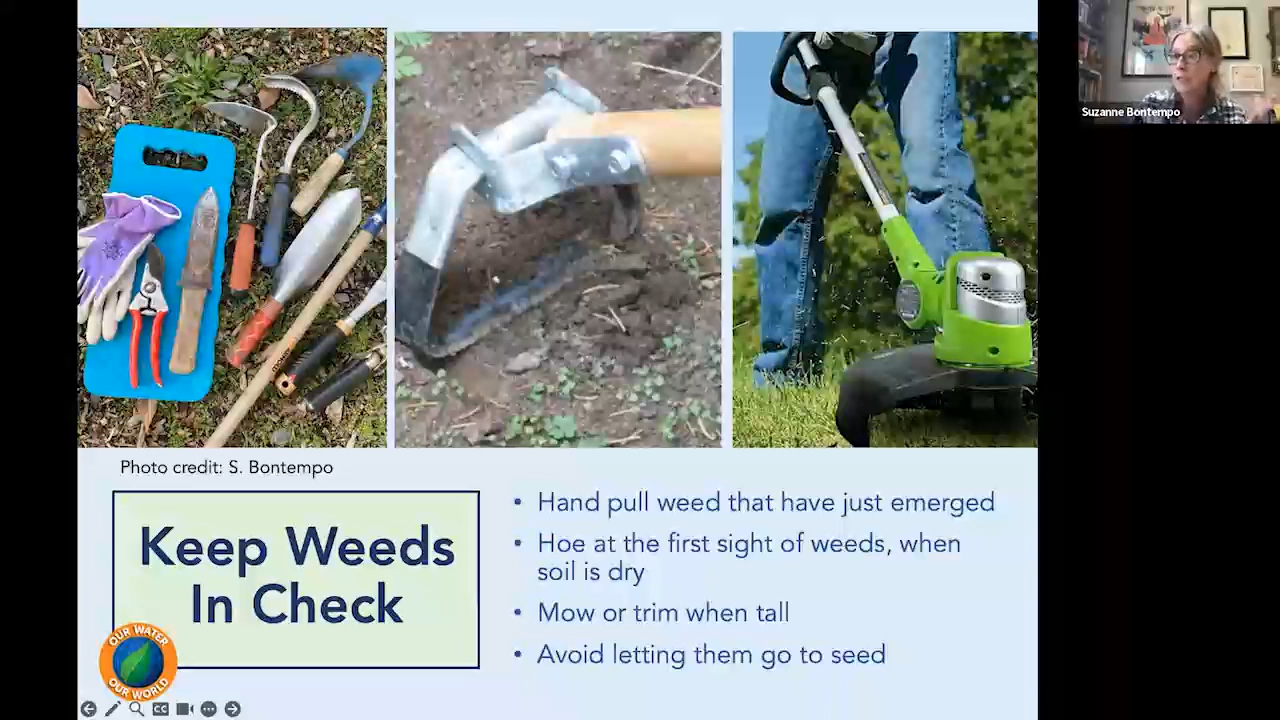 Suzanne Bontempo
Photo credit: S. Bontempo
Keep Weeds
In Check
• Hand pull weed that have just emerged
• Hoe at the first sight of weeds, when
soil is dry
• Mow or trim when tall
• Avoid letting them go to seed
OUR WATER
OUR WORLD
CC